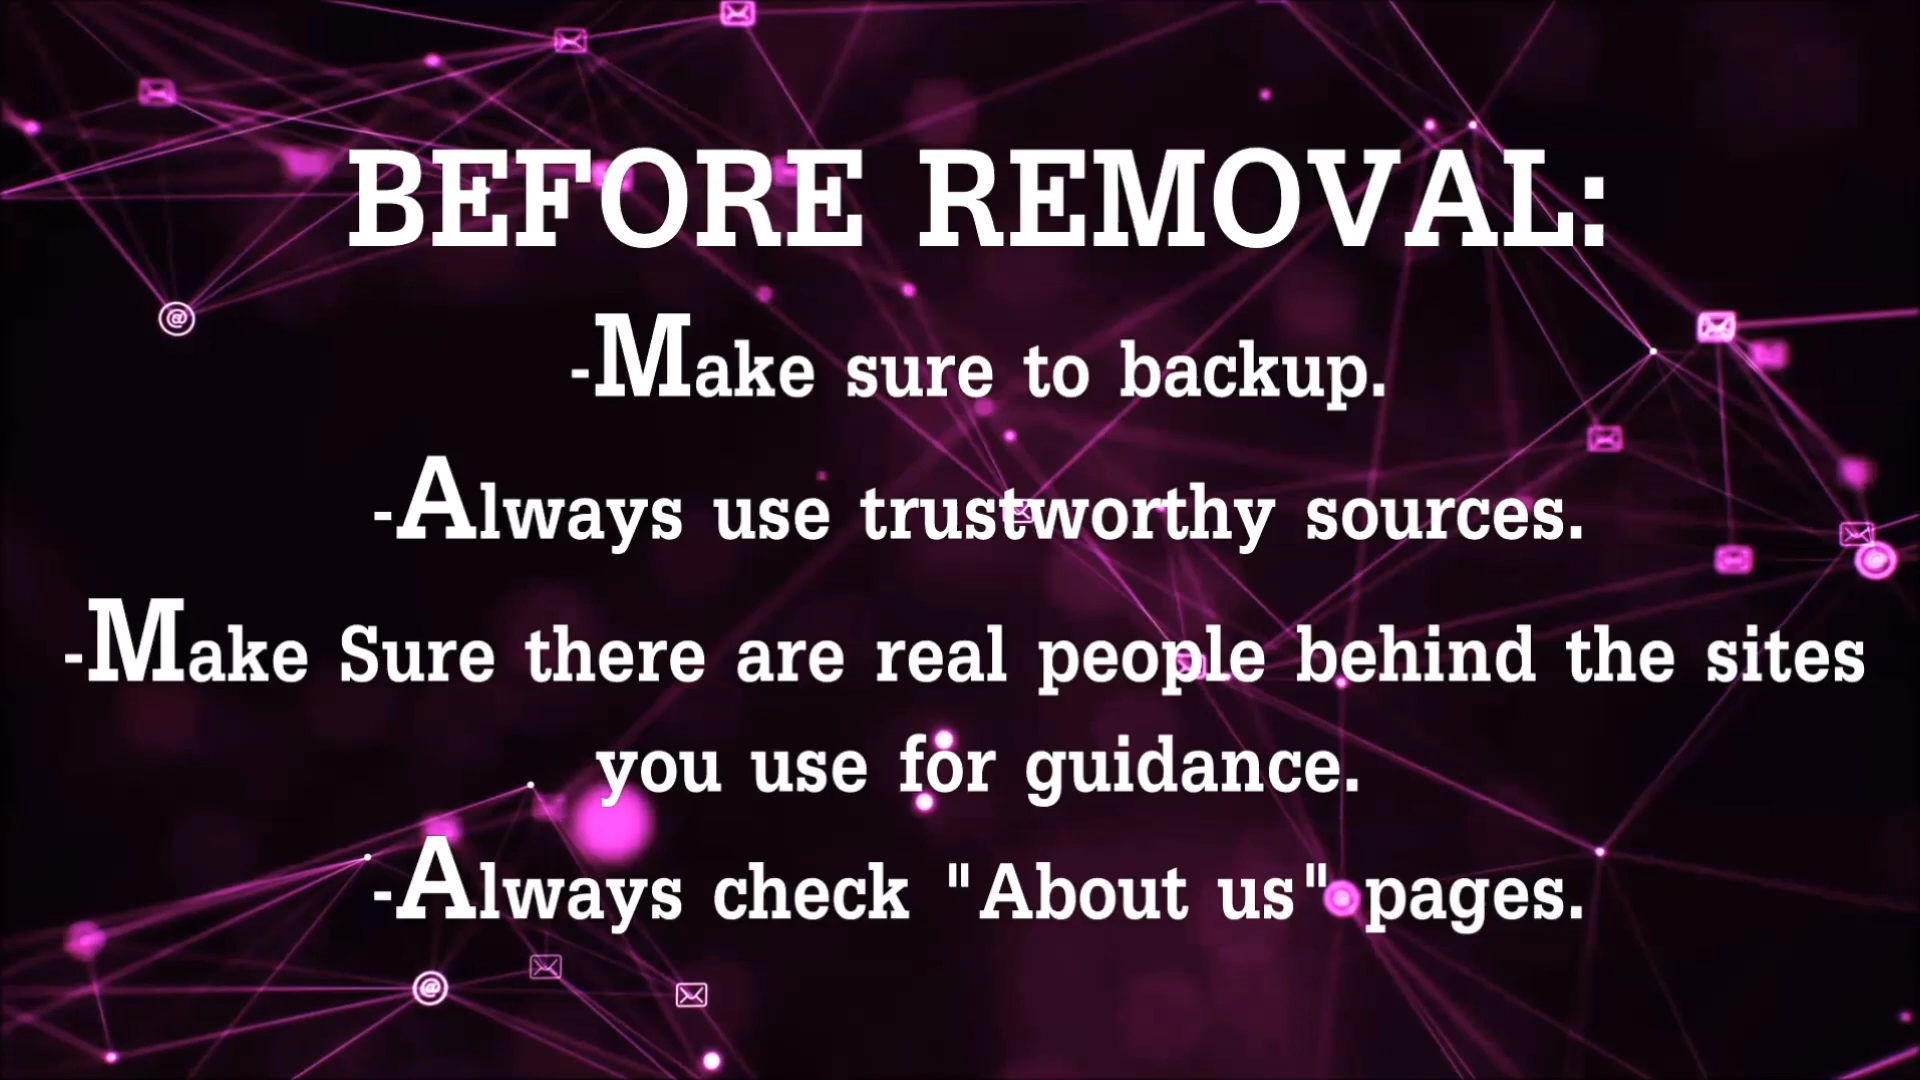 BEFORE REMOVAL:
-Make sure to backup.
-Always use trustworthy sources.
-Make Sure there are real people behind the sites
you use for guidance.
-Always check "About us" pages.